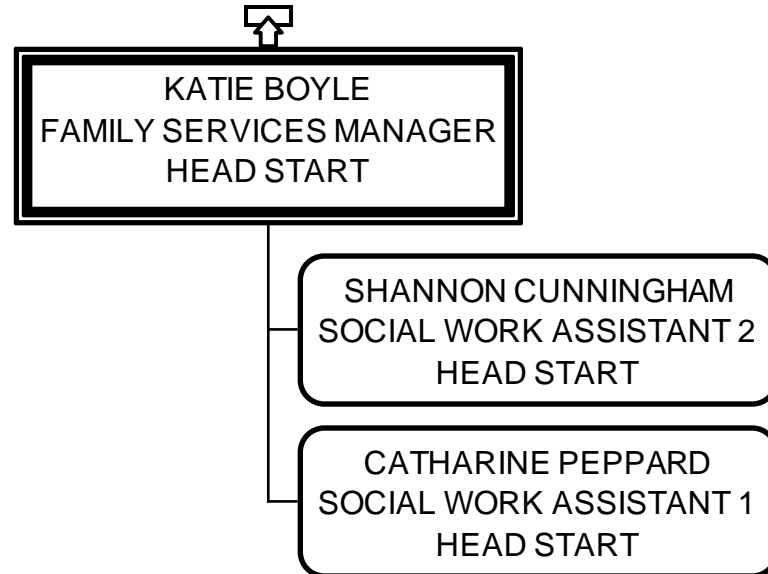 KATIE BOYLE
FAMILY SERVICES MANAGER
HEAD START
SHANNON CUNNINGHAM
SOCIAL WORK ASSISTANT 2
HEAD START
CATHARINE PEPPARD
SOCIAL WORK ASSISTANT 1
HEAD START